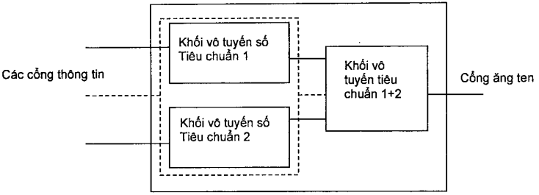 Khối vô tuyến số
Tiêu chuẩn 1
Các cổng thông tin
Khối vô
tuyến tiêu
chuẩn 1+2
Cổng ăng ten
Khối vô tuyến số
Tiêu chuẩn 2